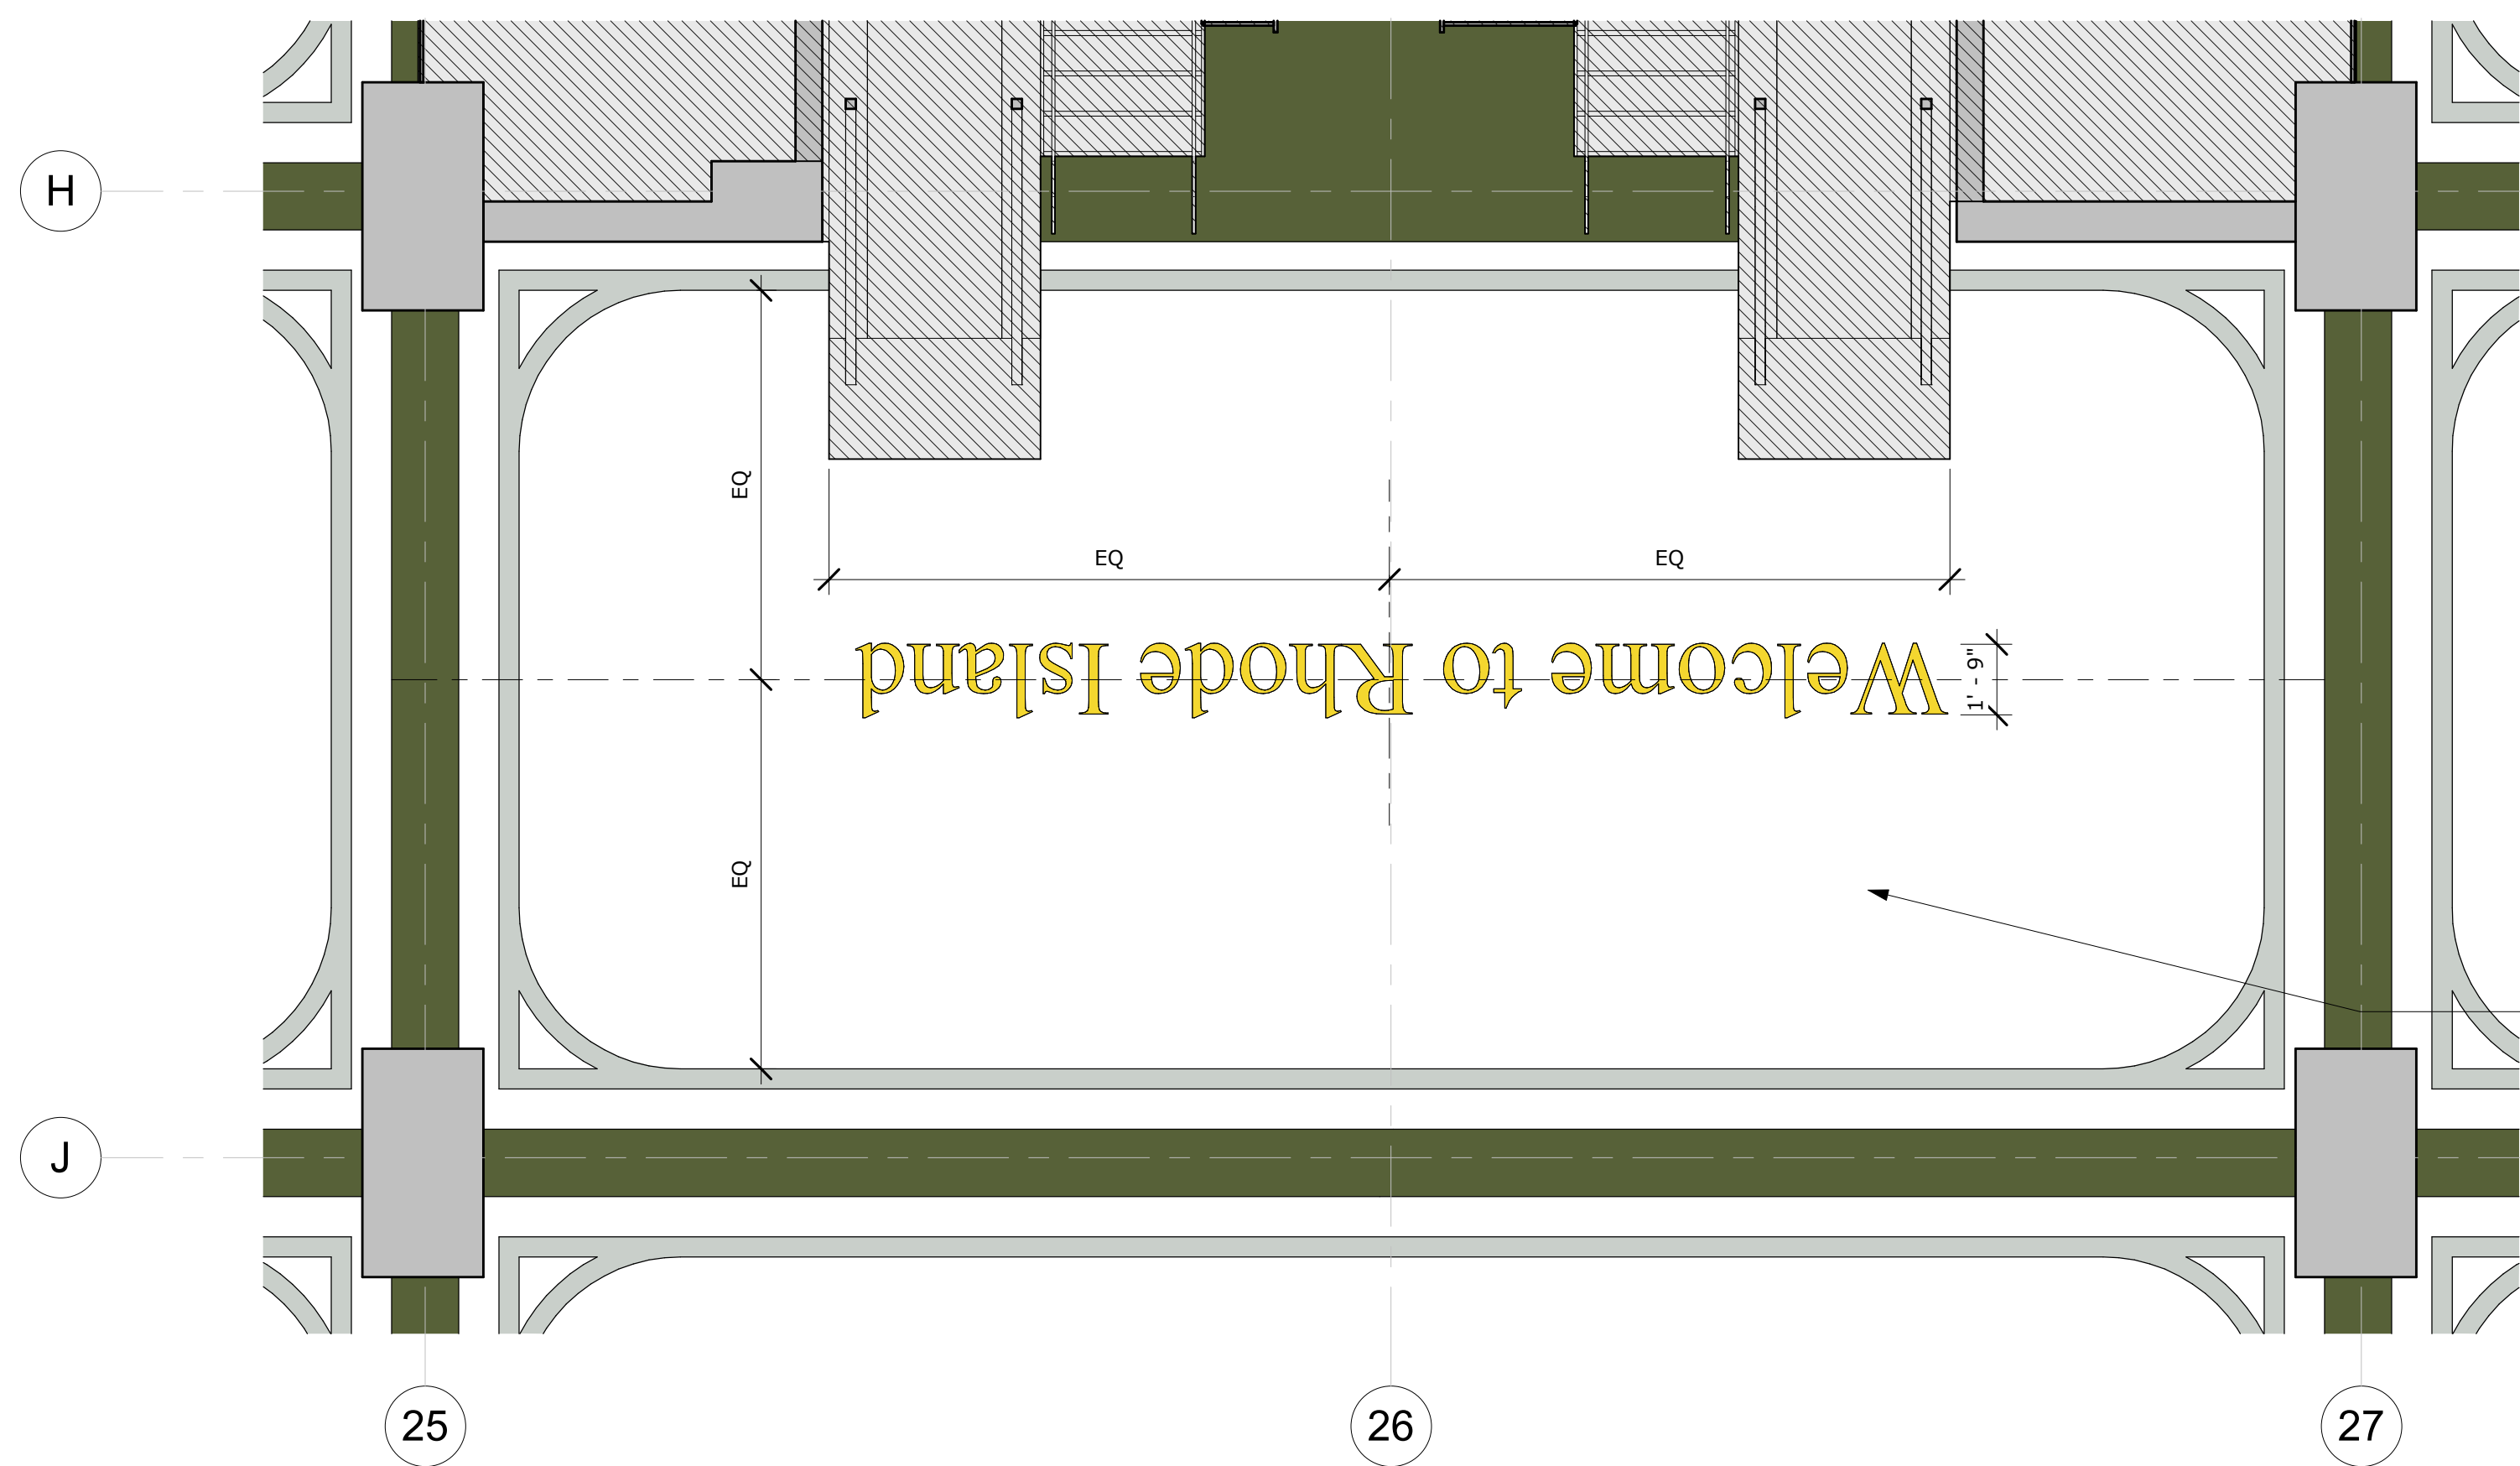 H
EQ
EQ EQ
Welcome to Rhode Island
1' - 9"
EQ
J
25 26 27